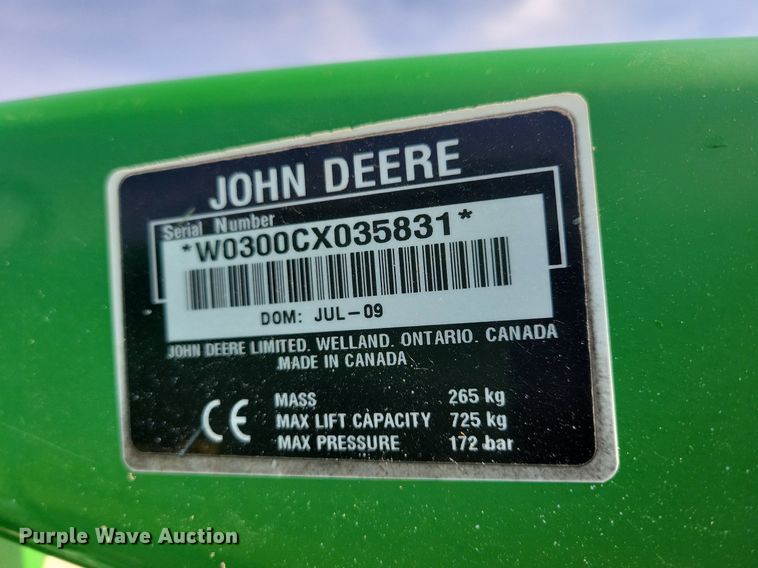 JOHN DEERE
Serial Number
*W0300CX035831*
DOM: JUL-09
JOHN DEERE LIMITED. WELLAND. ONTARIO. CANADA
MADE IN CANADA
CE
MASS 265 kg
MAX LIFT CAPACITY 725 kg
MAX PRESSURE 172 bar
Purple Wave Auction